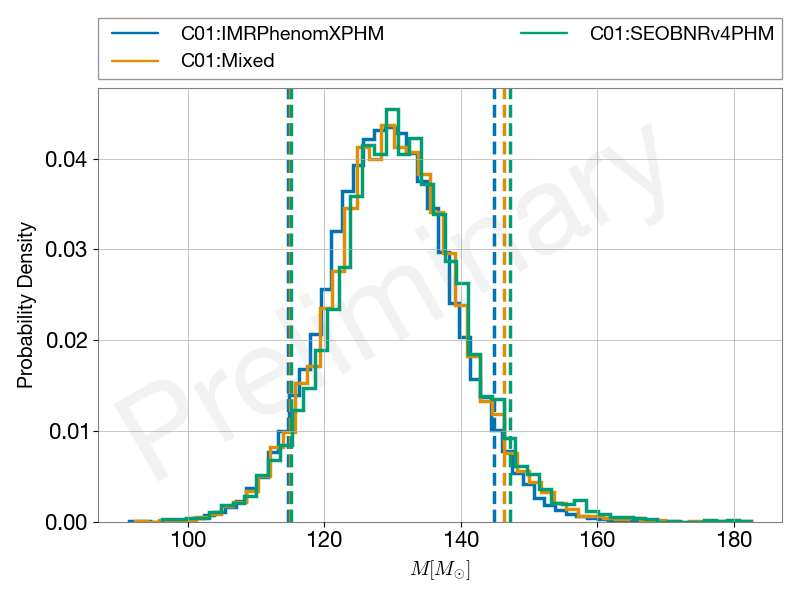 C01:IMRPhenomXPHM
C01:Mixed
C01:SEOBNRv4PHM
Preliminary
Probability Density
0.04
0.03
0.02
0.01
0.00
100 120 140 160 180
M[M⊙]